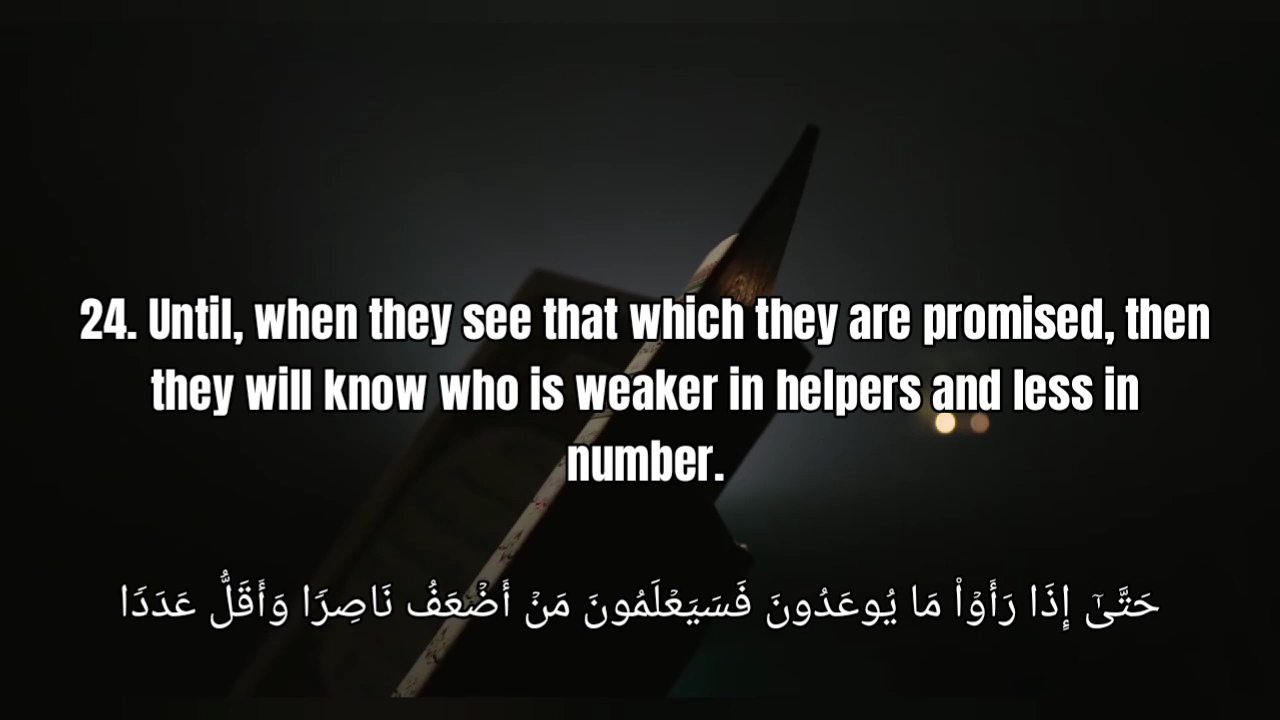 24. Until, when they see that which they are promised, then
they will know who is weaker in helpers and less in
number.
حَتَّىٰٓ إِذَا رَأَوۡاْ مَا يُوعَدُونَ فَسَيَعۡلَمُونَ مَنۡ أَضۡعَفُ نَاصِرٗا وَأَقَلُّ عَدَدٗا